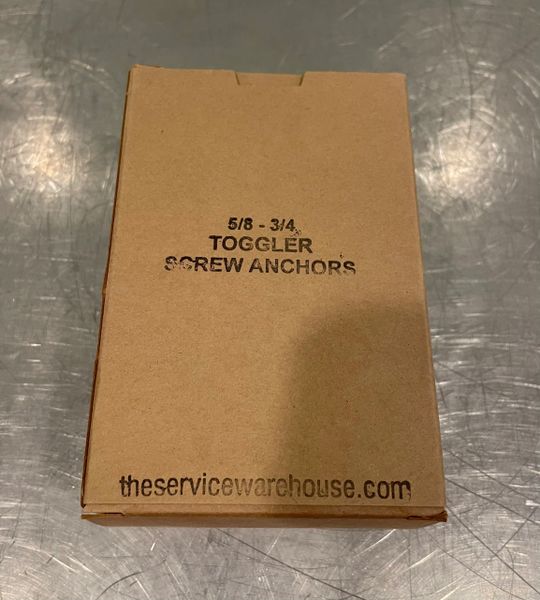 5/8 - 3/4
TOGGLER
SCREW ANCHORS
theservicewarehouse.com